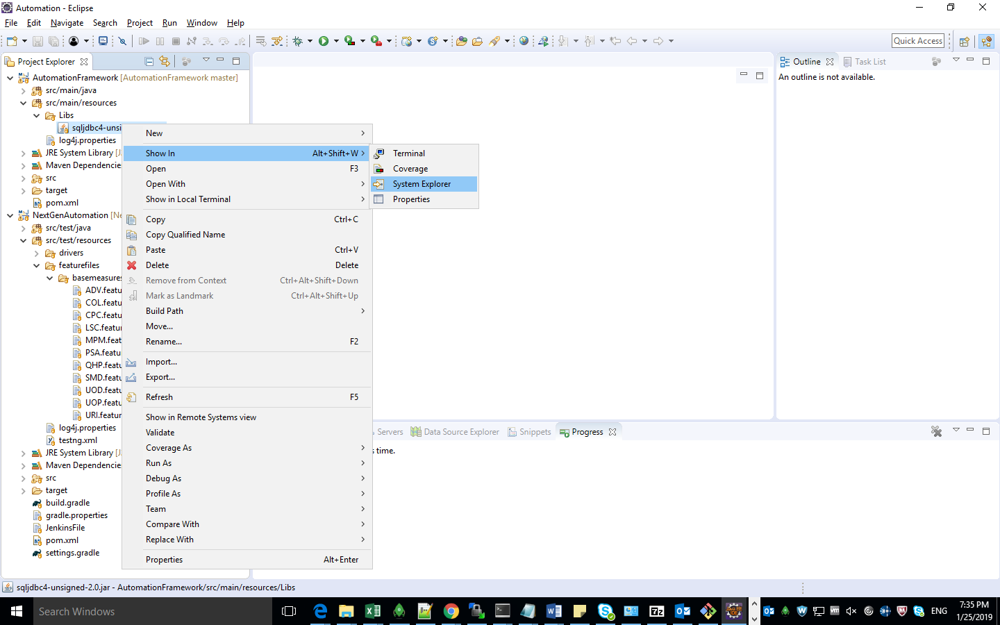 Automation - Eclipse
File Edit Navigate Search Project Run Window Help
Quick Access
Project Explorer
Outline
Task List
An outline is not available.
AutomationFramework [AutomationFramework master]
src/main/java
src/main/resources
Libs
sqljdbc4-unsi
log4j.properties
JRE System Library [J
Maven Dependencie
src
target
pom.xml
NextGenAutomation [Ne
src/test/java
src/test/resources
drivers
featurefiles
basemeasures
ADV.featu
COL.featu
CPC.featu
LSC.featur
MPM.feat
PSA.featu
QHP.featu
SMD.featu
UOD.featu
UOP.featu
URI.featur
log4j.properties
testng.xml
JRE System Library [J
Maven Dependencie
src
target
build.gradle
gradle.properties
JenkinsFile
pom.xml
settings.gradle
New
Show In Alt+Shift+W
Open F3
Open With
Show in Local Terminal
Copy Ctrl+C
Copy Qualified Name
Paste Ctrl+V
Delete Delete
Remove from Context Ctrl+Alt+Shift+Down
Mark as Landmark Ctrl+Alt+Shift+Up
Build Path
Move...
Rename... F2
Import...
Export...
Refresh F5
Show in Remote Systems view
Validate
Coverage As
Run As
Debug As
Profile As
Team
Compare With
Replace With
Properties Alt+Enter
Terminal
Coverage
System Explorer
Properties
Servers Data Source Explorer Snippets Progress
s time.
sqljdbc4-unsigned-2.0.jar - AutomationFramework/src/main/resources/Libs
Search Windows
ENG
7:35 PM
1/25/2019